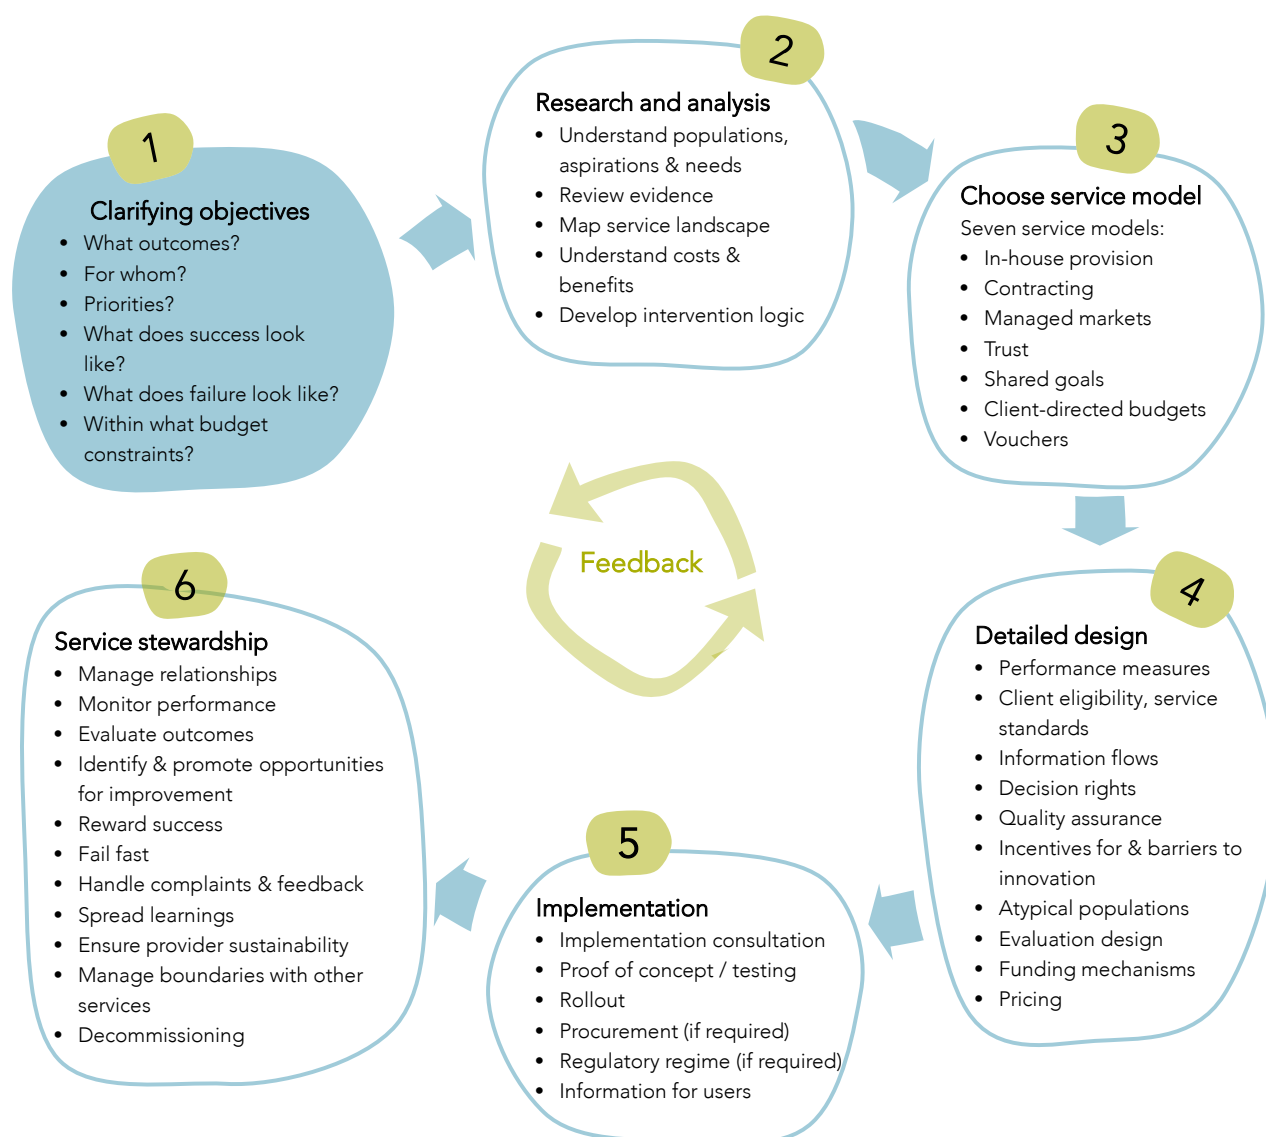 1
Clarifying objectives
• What outcomes?
• For whom?
• Priorities?
• What does success look
like?
• What does failure look like?
• Within what budget
constraints?
2
Research and analysis
• Understand populations,
aspirations & needs
• Review evidence
• Map service landscape
• Understand costs &
benefits
• Develop intervention logic
3
Choose service model
Seven service models:
• In-house provision
• Contracting
• Managed markets
• Trust
• Shared goals
• Client-directed budgets
• Vouchers
Feedback
4
Detailed design
• Performance measures
• Client eligibility, service
standards
• Information flows
• Decision rights
• Quality assurance
• Incentives for & barriers to
innovation
• Atypical populations
• Evaluation design
• Funding mechanisms
• Pricing
5
Implementation
• Implementation consultation
• Proof of concept / testing
• Rollout
• Procurement (if required)
• Regulatory regime (if required)
• Information for users
6
Service stewardship
• Manage relationships
• Monitor performance
• Evaluate outcomes
• Identify & promote opportunities
for improvement
• Reward success
• Fail fast
• Handle complaints & feedback
• Spread learnings
• Ensure provider sustainability
• Manage boundaries with other
services
• Decommissioning